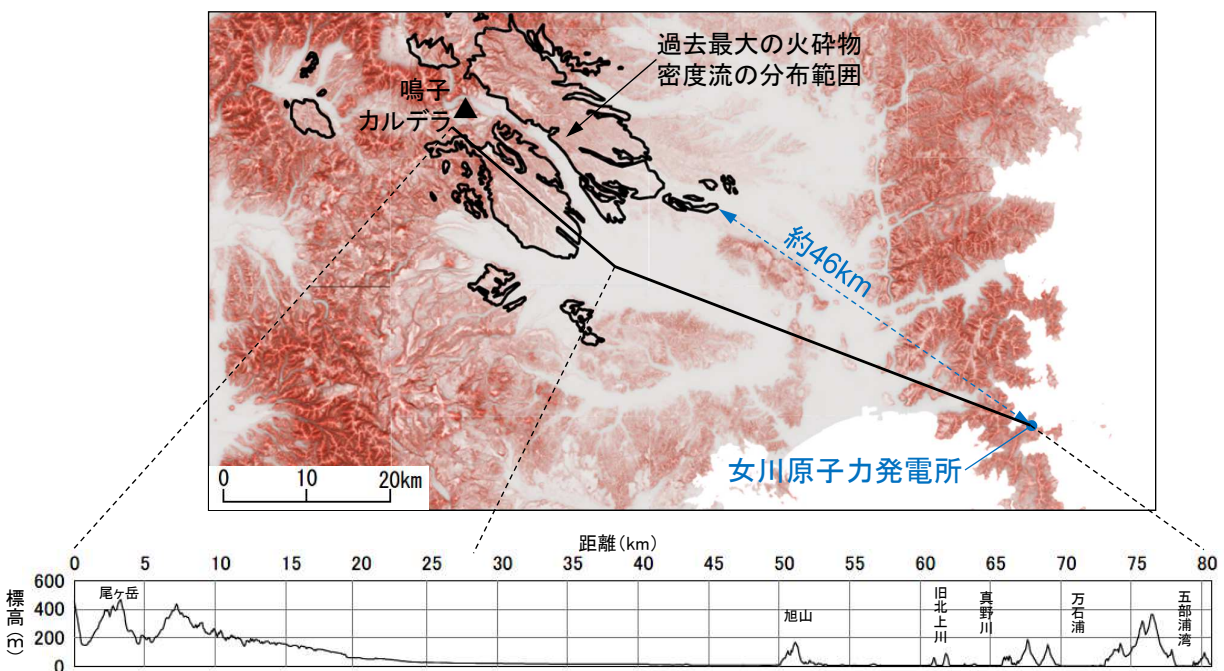 過去最大の火砕物
密度流の分布範囲
鳴子
カルデラ
約46km
女川原子力発電所
0 10 20km
距離(km)
0 5 10 15 20 25 30 35 40 45 50 55 60 65 70 75 80
600
400
200
0
標高(m)
尾ヶ岳
旭山
旧北上川
真野川
万石浦
五部浦湾